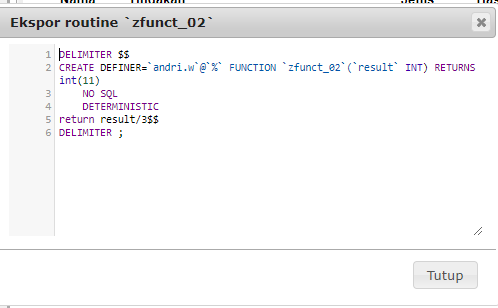 Ekspor routine `zfunct_02`
1 DELIMITER $$
2 CREATE DEFINER=`andri.w`@`%` FUNCTION `zfunct_02`(`result` INT) RETURNS
int(11)
3 NO SQL
4 DETERMINISTIC
5 return result/3$$
6 DELIMITER ;
Tutup